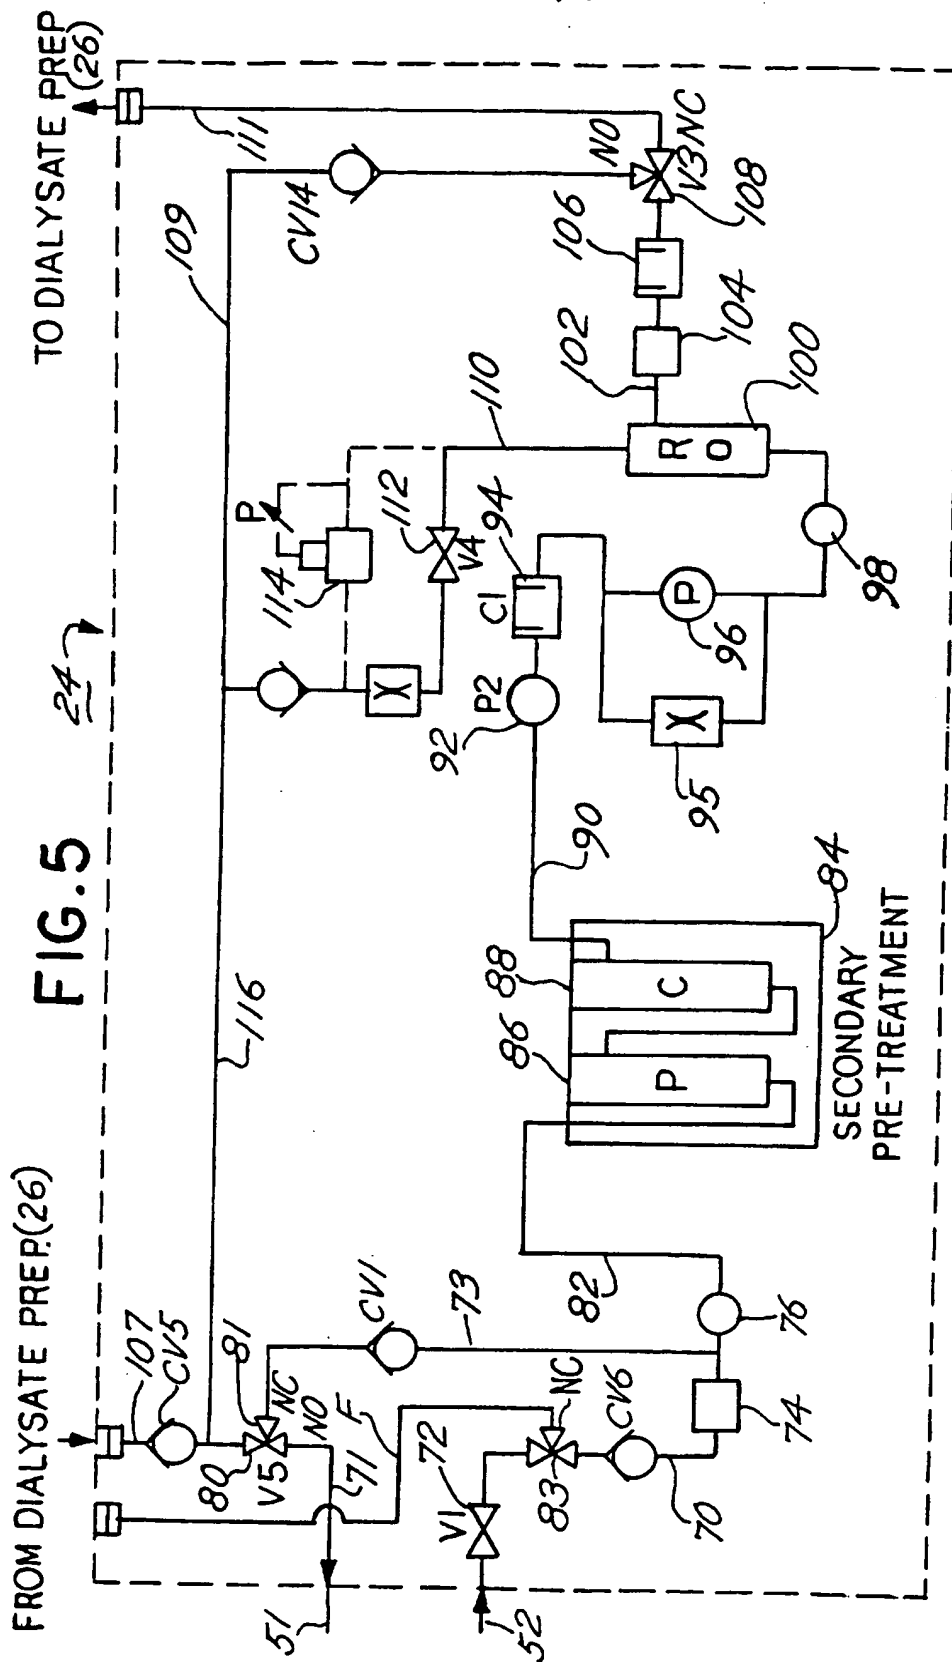 FIG.5
24
TO DIALYSATE PREP
(26)
111
109
CV14
NO
NC
V3
108
106
104
102
100
R O
110
P
114
112
V4
C1
94
P2
92
P
96
98
95
90
116
FROM DIALYSATE PREP.(26)
107
CV5
81
NC
NO
80
V5
71
F
51
52
V1
72
83
NC
CV6
70
74
76
73
CV1
82
86
88
P
C
84
SECONDARY
PRE-TREATMENT